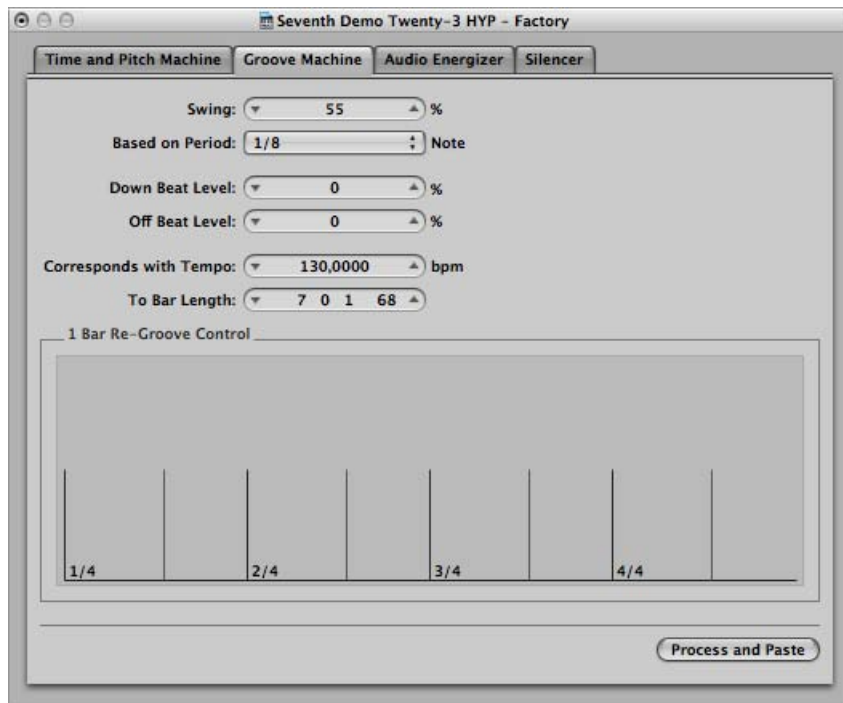 Seventh Demo Twenty-3 HYP - Factory
Time and Pitch Machine Groove Machine Audio Energizer Silencer
Swing: 55 %
Based on Period: 1/8 Note
Down Beat Level: 0 %
Off Beat Level: 0 %
Corresponds with Tempo: 130,0000 bpm
To Bar Length: 7 0 1 68
1 Bar Re-Groove Control
1/4 2/4 3/4 4/4
Process and Paste